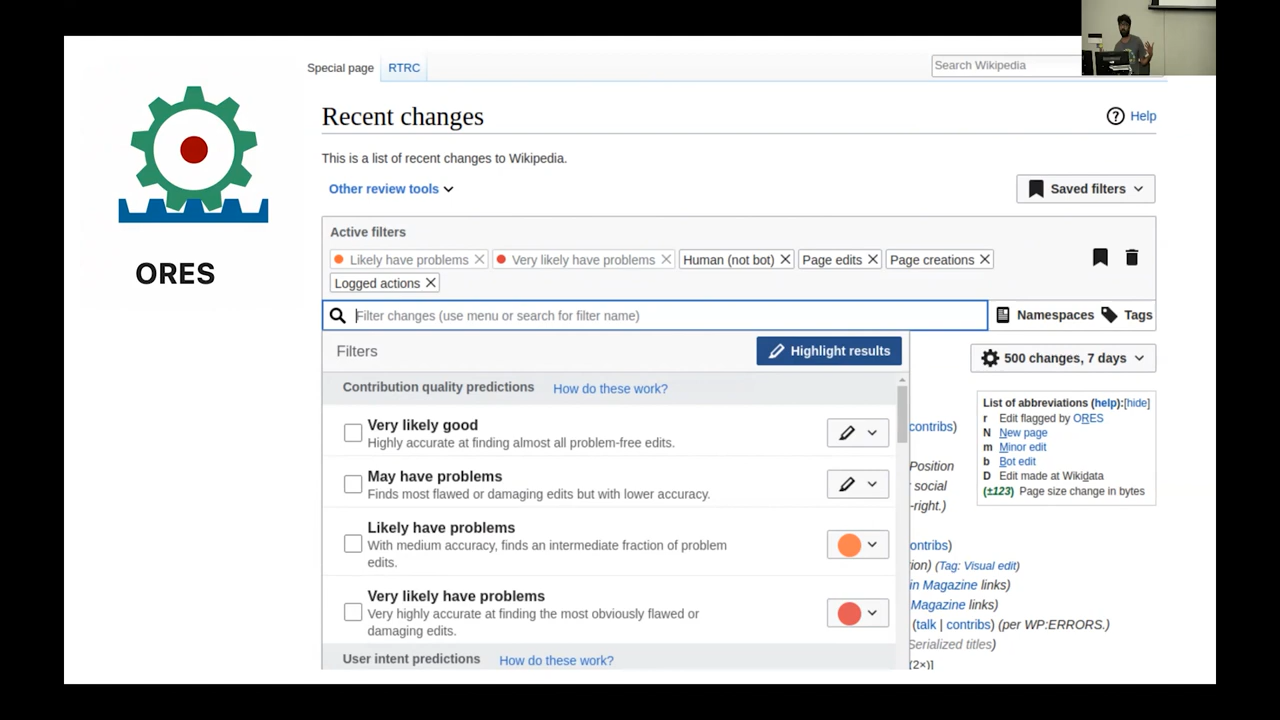 Special page RTRC
Search Wikipedia
Recent changes
Help
This is a list of recent changes to Wikipedia.
Other review tools
Saved filters
Active filters
Likely have problems Very likely have problems Human (not bot) Page edits Page creations
Logged actions
Filter changes (use menu or search for filter name)
Namespaces Tags
Filters
Highlight results
500 changes, 7 days
Contribution quality predictions How do these work?
Very likely good
Highly accurate at finding almost all problem-free edits.
May have problems
Finds most flawed or damaging edits but with lower accuracy.
Likely have problems
With medium accuracy, finds an intermediate fraction of problem
edits.
Very likely have problems
Very highly accurate at finding the most obviously flawed or
damaging edits.
User intent predictions How do these work?
List of abbreviations (help):[hide]
r Edit flagged by ORES
N New page
m Minor edit
b Bot edit
D Edit made at Wikidata
(±123) Page size change in bytes
contribs)
Position
social
-right.)
ontribs)
ion) (Tag: Visual edit)
in Magazine links)
Magazine links)
(talk | contribs) (per WP:ERRORS.)
Serialized titles)
(2×)]
ORES